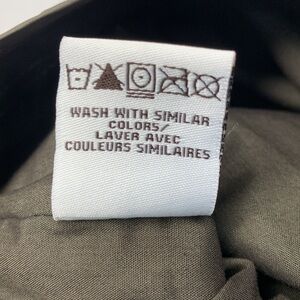 WASH WITH SIMILAR
COLORS/
LAVER AVEC
COULEURS SIMILAIRES